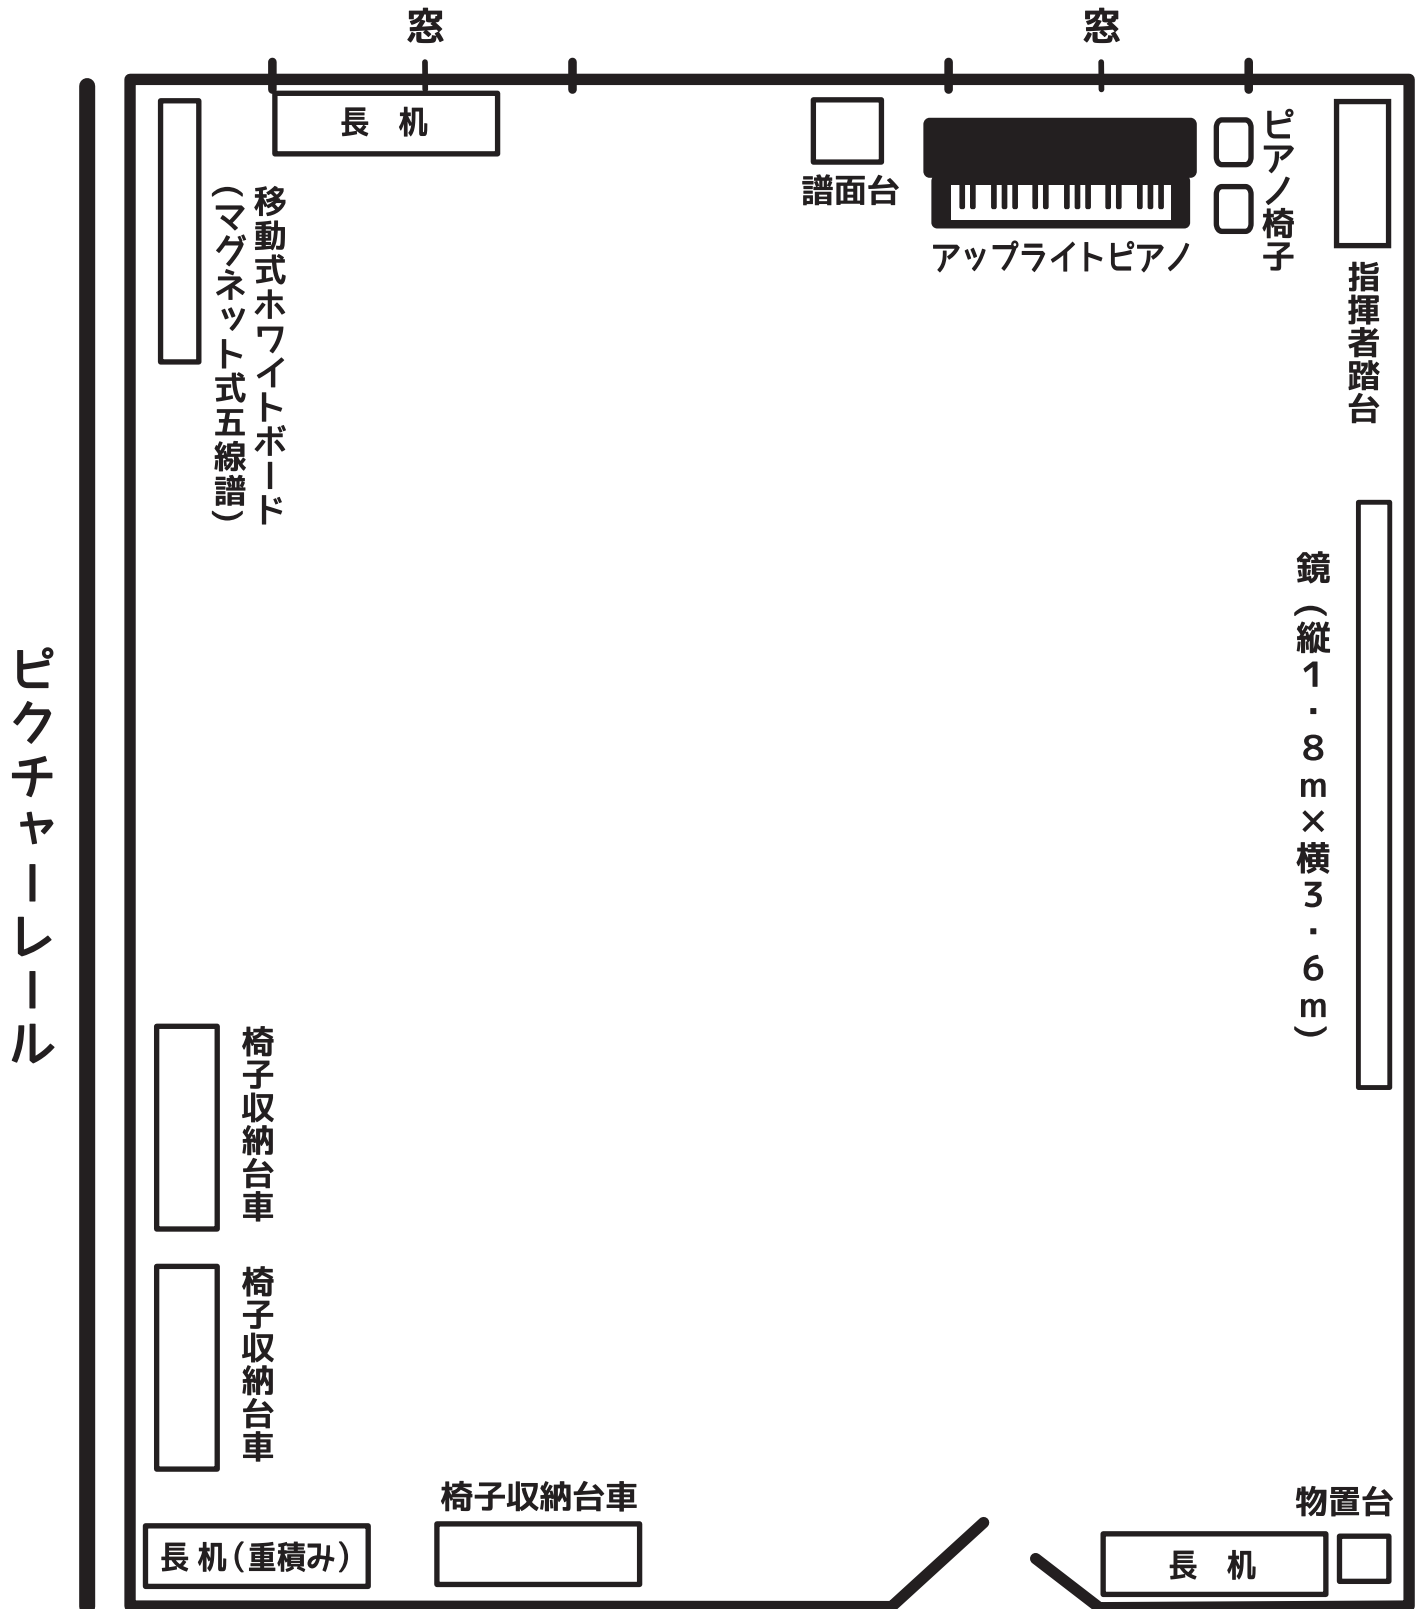 窓
窓
長　机
譜面台
アップライトピアノ
ピアノ椅子
指揮者踏台
移動式ホワイトボード
（マグネット式五線譜）
鏡（縦１．８ｍ×横３．６ｍ）
ピクチャーレール
椅子収納台車
椅子収納台車
椅子収納台車
長 机（重積み）
長　机
物置台